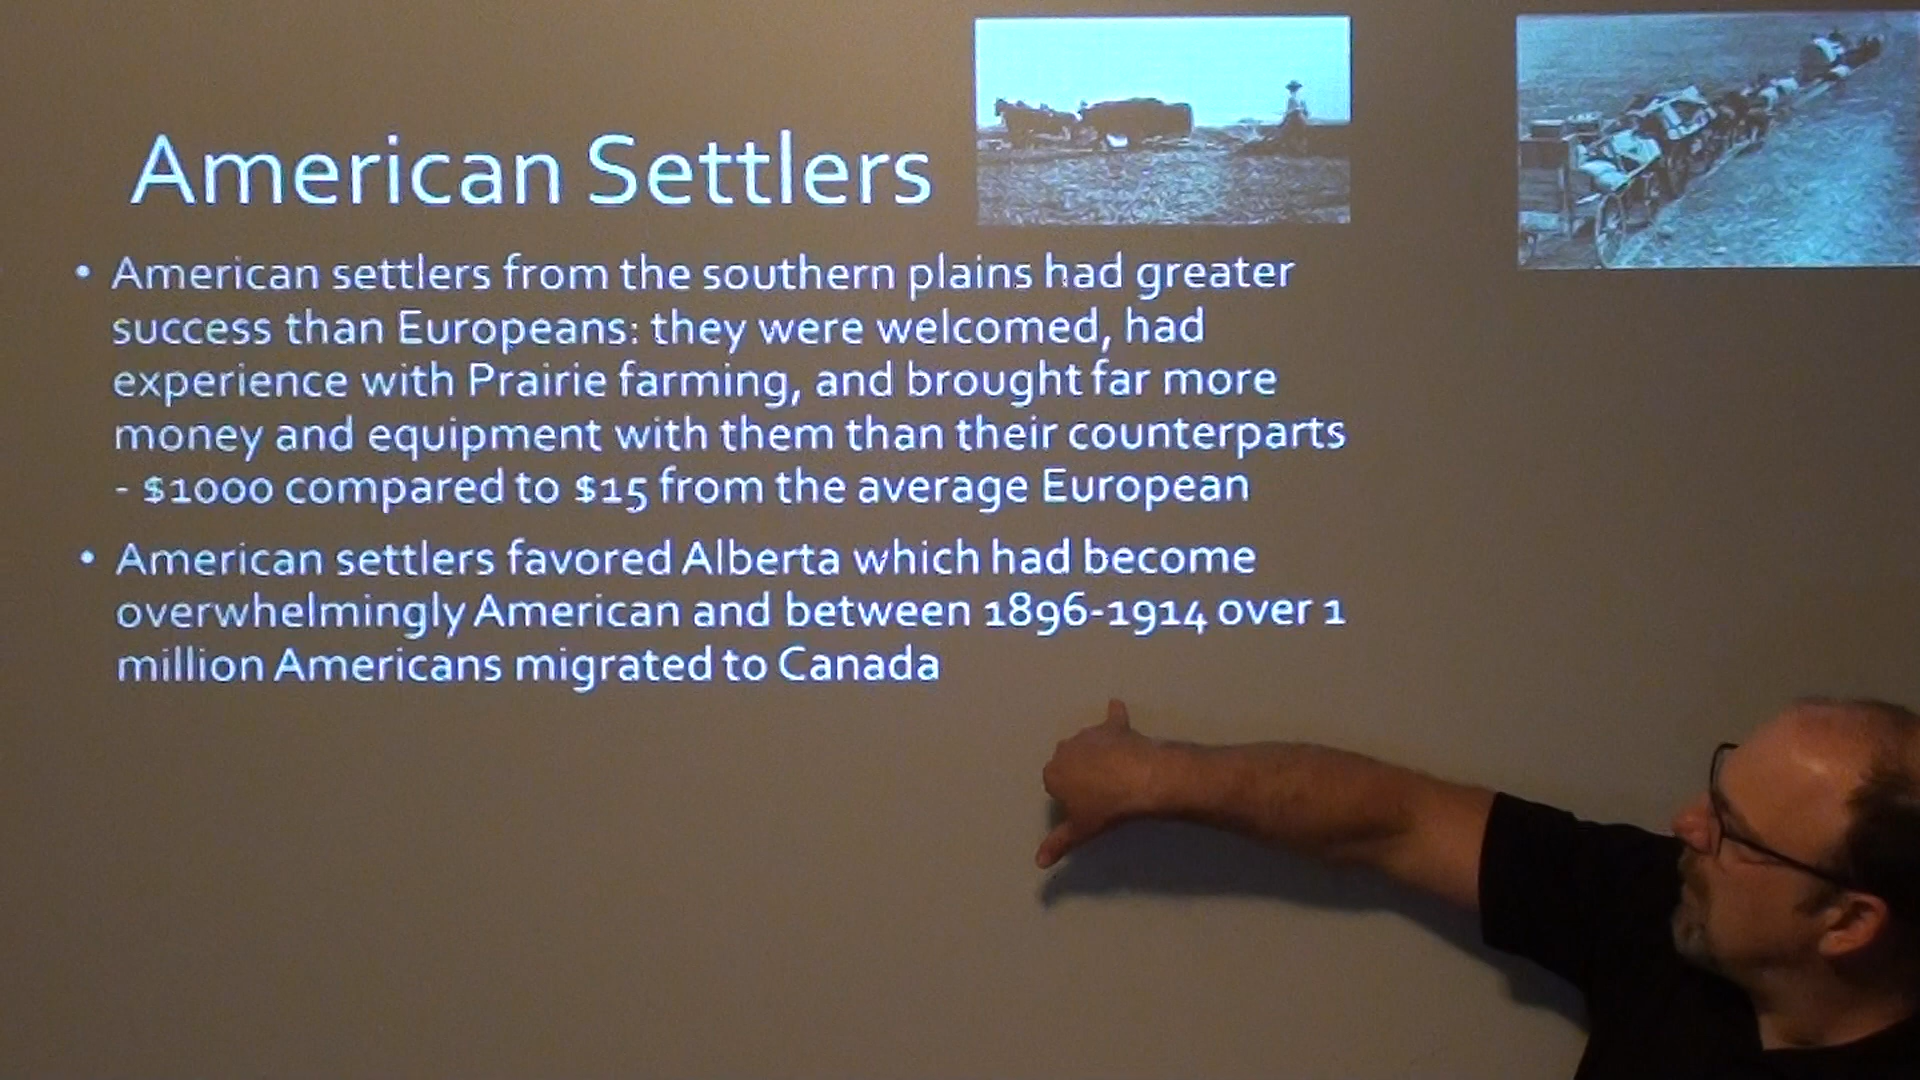 American Settlers
• American settlers from the southern plains had greater
success than Europeans: they were welcomed, had
experience with Prairie farming, and brought far more
money and equipment with them than their counterparts
- $1000 compared to $15 from the average European
• American settlers favored Alberta which had become
overwhelmingly American and between 1896-1914 over 1
million Americans migrated to Canada